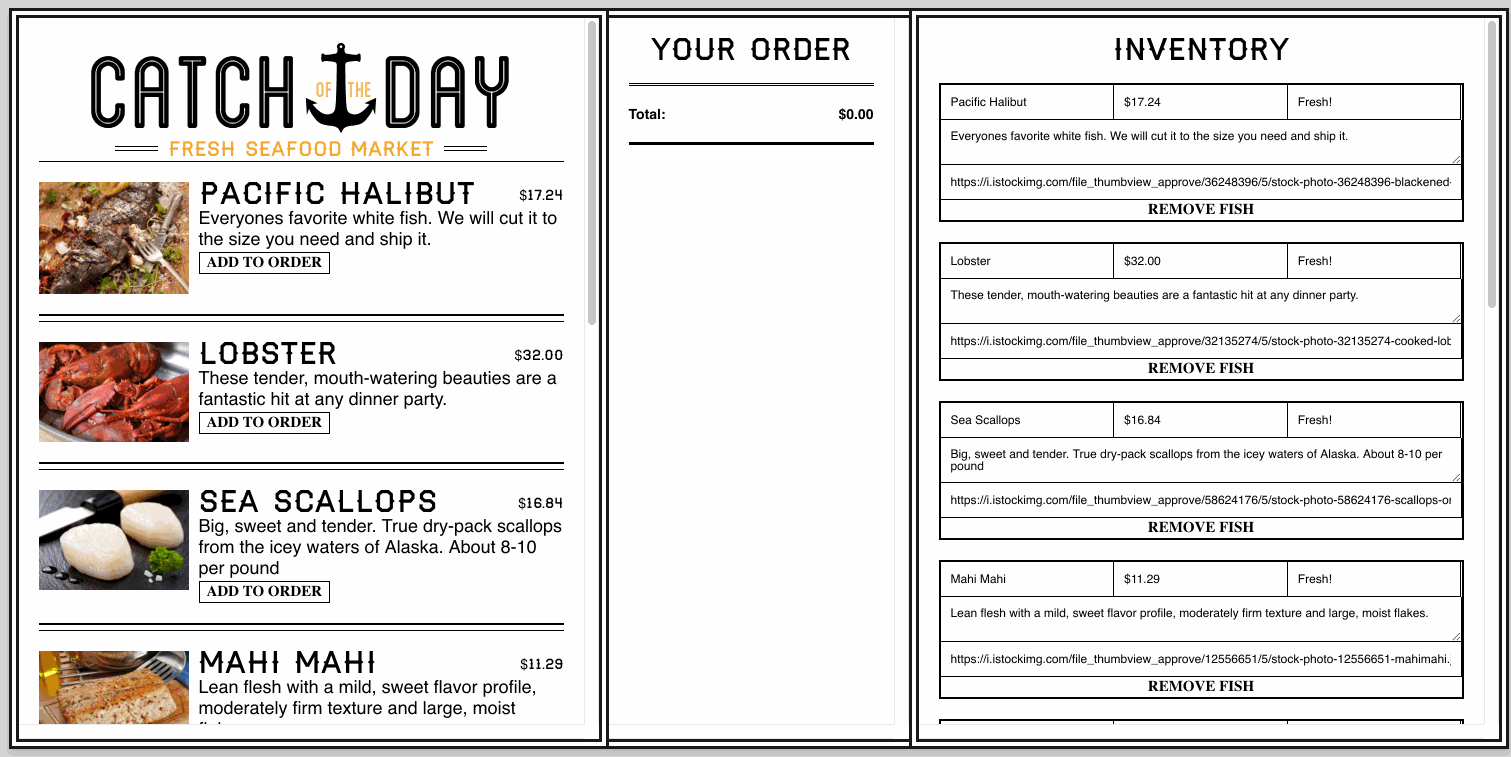 CATCH OF THE DAY
FRESH SEAFOOD MARKET
PACIFIC HALIBUT $17.24
Everyones favorite white fish. We will cut it to
the size you need and ship it.
ADD TO ORDER
LOBSTER $32.00
These tender, mouth-watering beauties are a
fantastic hit at any dinner party.
ADD TO ORDER
SEA SCALLOPS $16.84
Big, sweet and tender. True dry-pack scallops
from the icey waters of Alaska. About 8-10
per pound
ADD TO ORDER
MAHI MAHI $11.29
Lean flesh with a mild, sweet flavor profile,
moderately firm texture and large, moist
YOUR ORDER
Total: $0.00
INVENTORY
Pacific Halibut $17.24 Fresh!
Everyones favorite white fish. We will cut it to the size you need and ship it.
https://i.istockimg.com/file_thumbview_approve/36248396/5/stock-photo-36248396-blackened-
REMOVE FISH
Lobster $32.00 Fresh!
These tender, mouth-watering beauties are a fantastic hit at any dinner party.
https://i.istockimg.com/file_thumbview_approve/32135274/5/stock-photo-32135274-cooked-lob
REMOVE FISH
Sea Scallops $16.84 Fresh!
Big, sweet and tender. True dry-pack scallops from the icey waters of Alaska. About 8-10 per
pound
https://i.istockimg.com/file_thumbview_approve/58624176/5/stock-photo-58624176-scallops-on
REMOVE FISH
Mahi Mahi $11.29 Fresh!
Lean flesh with a mild, sweet flavor profile, moderately firm texture and large, moist flakes.
https://i.istockimg.com/file_thumbview_approve/12556651/5/stock-photo-12556651-mahimahi.
REMOVE FISH